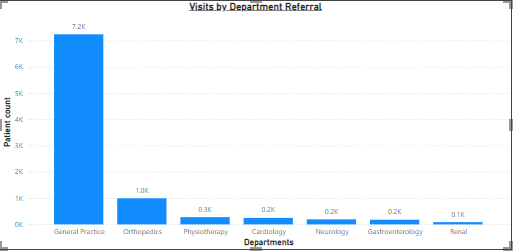 Visits by Department Referral
Patient count
7K
6K
5K
4K
3K
2K
1K
0K
7.2K
1.0K
0.3K
0.2K
0.2K
0.2K
0.1K
General Practice
Orthopedics
Physiotherapy
Cardiology
Neurology
Gastroenterology
Renal
Departments